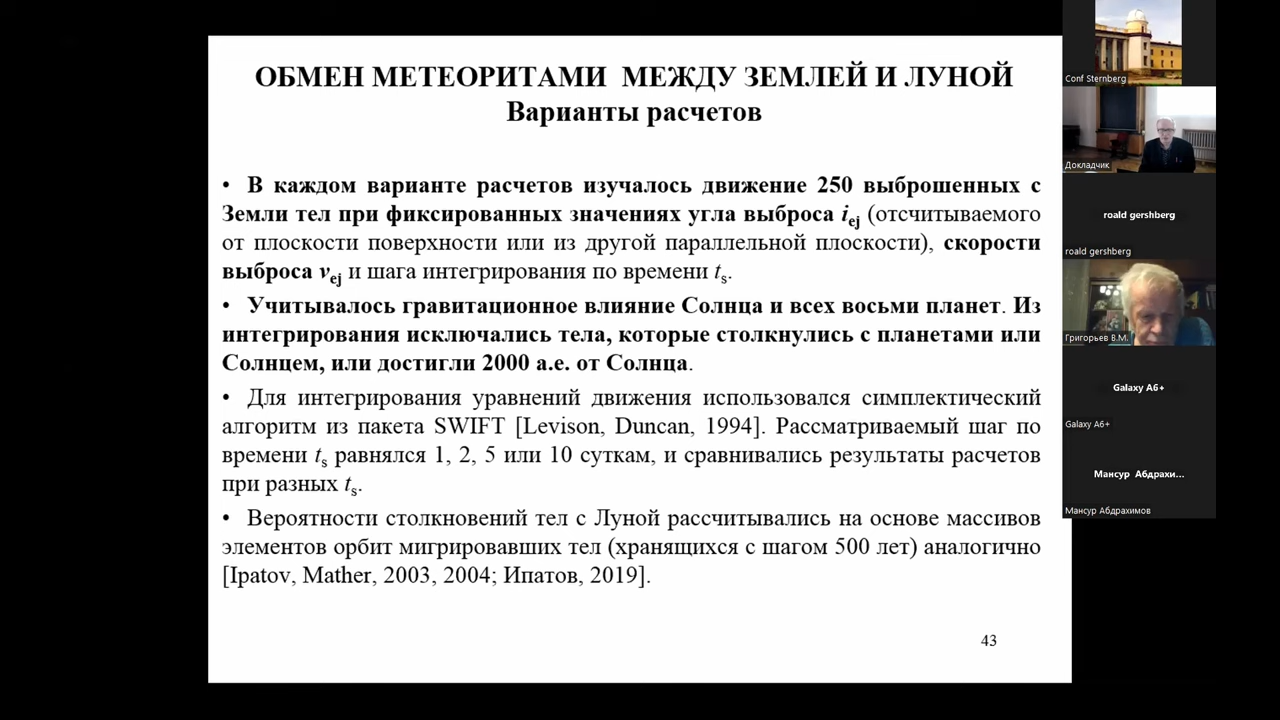 ОБМЕН МЕТЕОРИТАМИ МЕЖДУ ЗЕМЛЕЙ И ЛУНОЙ
Варианты расчетов
• В каждом варианте расчетов изучалось движение 250 выброшенных с
Земли тел при фиксированных значениях угла выброса iej (отсчитываемого
от плоскости поверхности или из другой параллельной плоскости), скорости
выброса vej и шага интегрирования по времени ts.
• Учитывалось гравитационное влияние Солнца и всех восьми планет. Из
интегрирования исключались тела, которые столкнулись с планетами или
Солнцем, или достигли 2000 а.е. от Солнца.
• Для интегрирования уравнений движения использовался симплектический
алгоритм из пакета SWIFT [Levison, Duncan, 1994]. Рассматриваемый шаг по
времени ts равнялся 1, 2, 5 или 10 суткам, и сравнивались результаты расчетов
при разных ts.
• Вероятности столкновений тел с Луной рассчитывались на основе массивов
элементов орбит мигрировавших тел (хранящихся с шагом 500 лет) аналогично
[Ipatov, Mather, 2003, 2004; Ипатов, 2019].
43
Conf Sternberg
Докладчик
roald gershberg
roald gershberg
Григорьев В.М.
Galaxy A6+
Galaxy A6+
Мансур Абдрахи...
Мансур Абдрахимов